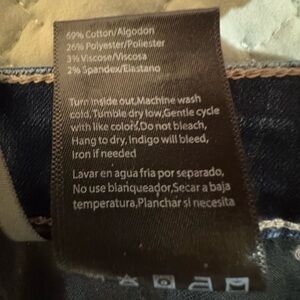 69% Cotton/Algodon
26% Polyester/Poliester
3% Viscose/Viscosa
2% Spandex/Elastano
Turn inside out,Machine wash
cold,Tumble dry low,Gentle cycle
with like colors,Do not bleach,
Hang to dry, Indigo will bleed,
Iron if needed
Lavar en agua fria por separado,
No use blanqueador,Secar a baja
temperatura,Planchar si necesita